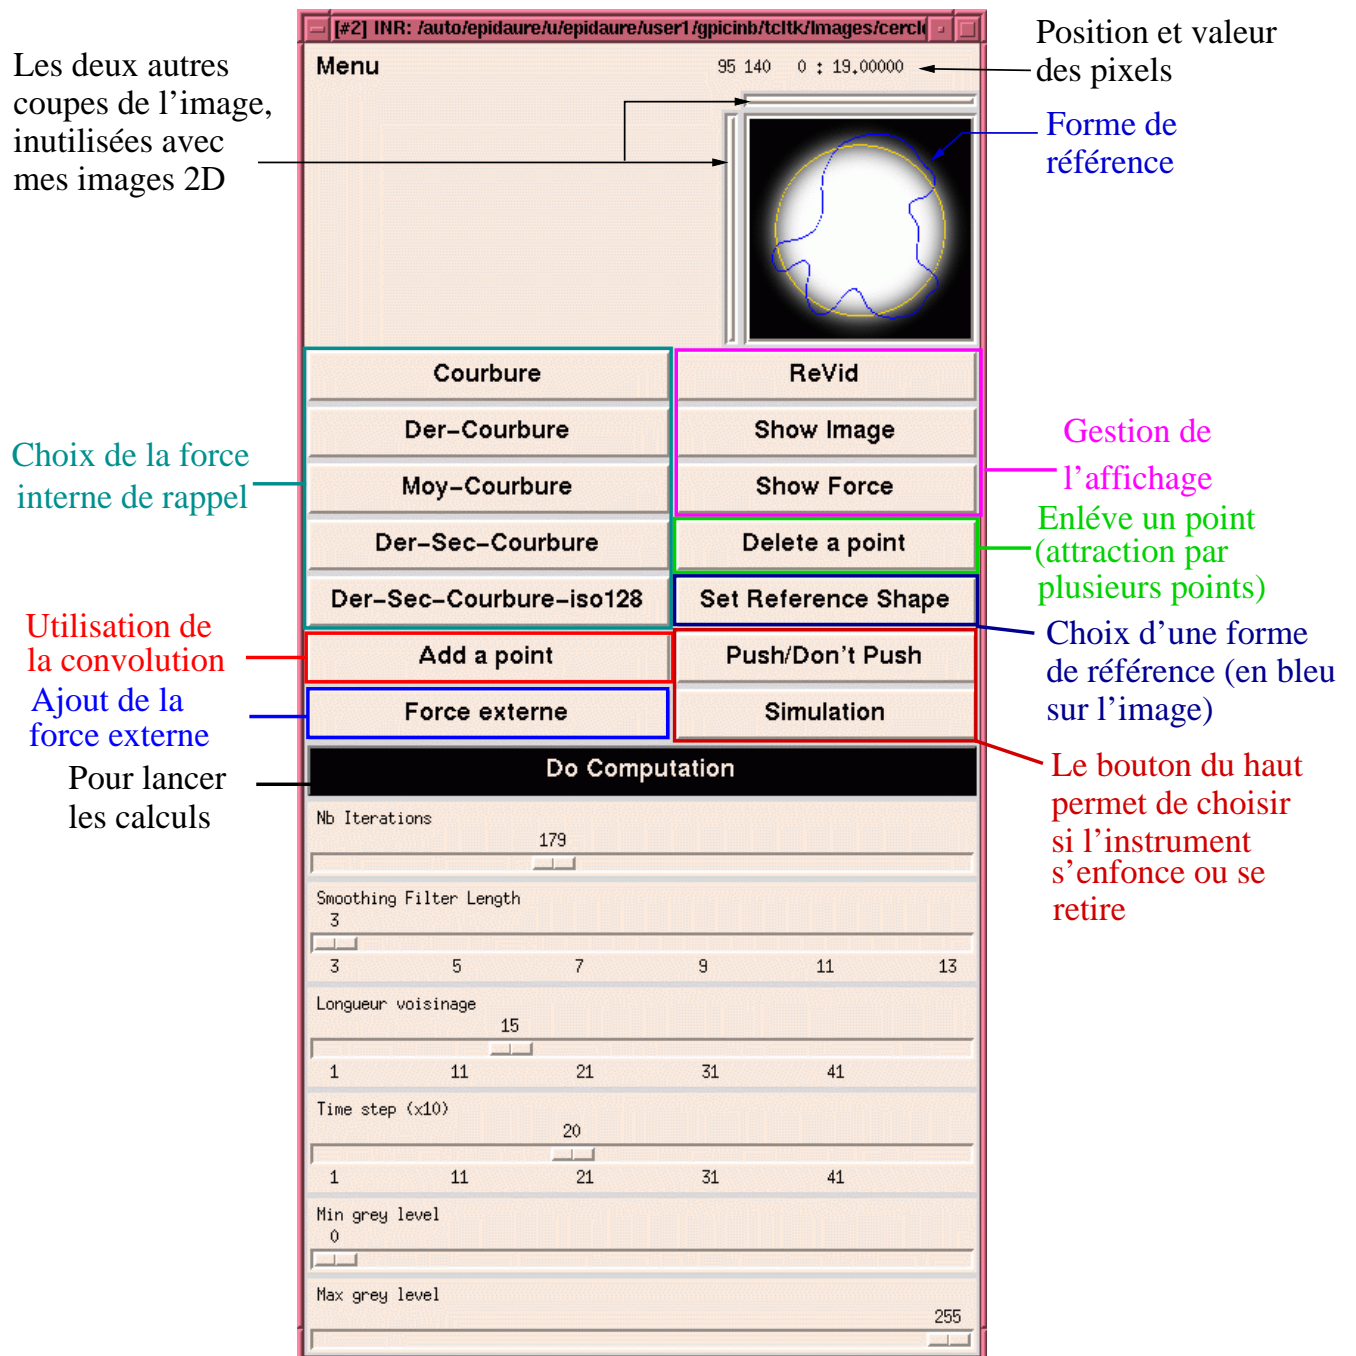 [#2] INR: /auto/epidaure/u/epidaure/user1/gpicinb/tcltk/Images/cercl
Menu
95 140 0 : 19.00000
Position et valeur
des pixels
Les deux autres
coupes de l'image,
inutilisées avec
mes images 2D
Forme de
référence
Courbure
ReVid
Der-Courbure
Show Image
Moy-Courbure
Show Force
Der-Sec-Courbure
Delete a point
Der-Sec-Courbure-iso128
Set Reference Shape
Add a point
Push/Don't Push
Force externe
Simulation
Do Computation
Choix de la force
interne de rappel
Gestion de
l'affichage
Enléve un point
(attraction par
plusieurs points)
Utilisation de
la convolution
Choix d'une forme
de référence (en bleu
sur l'image)
Ajout de la
force externe
Pour lancer
les calculs
Le bouton du haut
permet de choisir
si l'instrument
s'enfonce ou se
retire
Nb Iterations
179
Smoothing Filter Length
3
3 5 7 9 11 13
Longueur voisinage
15
1 11 21 31 41
Time step (x10)
20
1 11 21 31 41
Min grey level
0
Max grey level
255